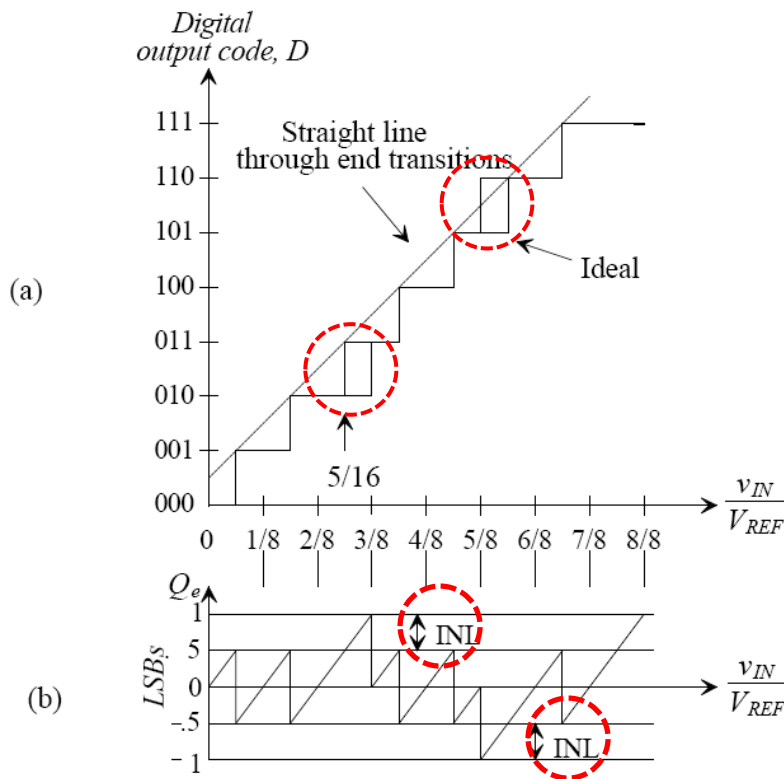 Digital
output code, D
111
110
101
100
011
010
001
000
Straight line
through end transitions
Ideal
5/16
(a)
0 1/8 2/8 3/8 4/8 5/8 6/8 7/8 8/8
v_IN
V_REF
Q_e
LSBs
1
.5
0
-.5
-1
INL
INL
v_IN
V_REF
(b)